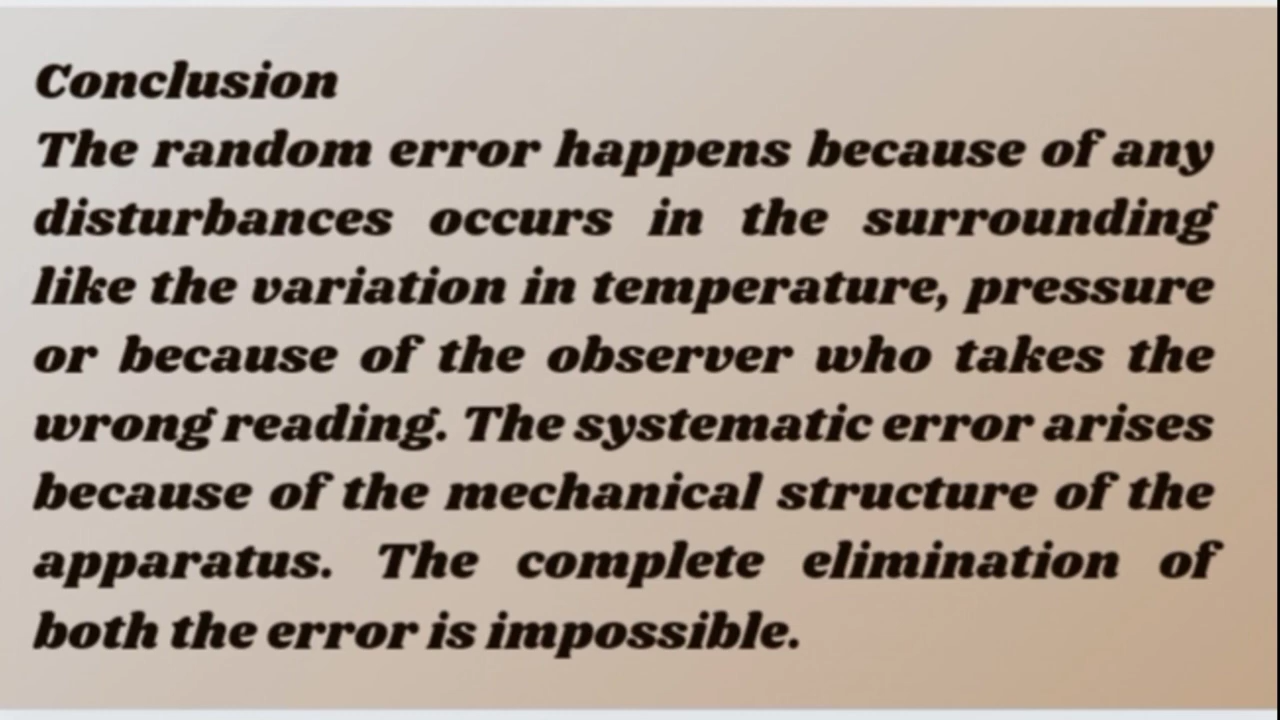 Conclusion
The random error happens because of any
disturbances occurs in the surrounding
like the variation in temperature, pressure
or because of the observer who takes the
wrong reading. The systematic error arises
because of the mechanical structure of the
apparatus. The complete elimination of
both the error is impossible.